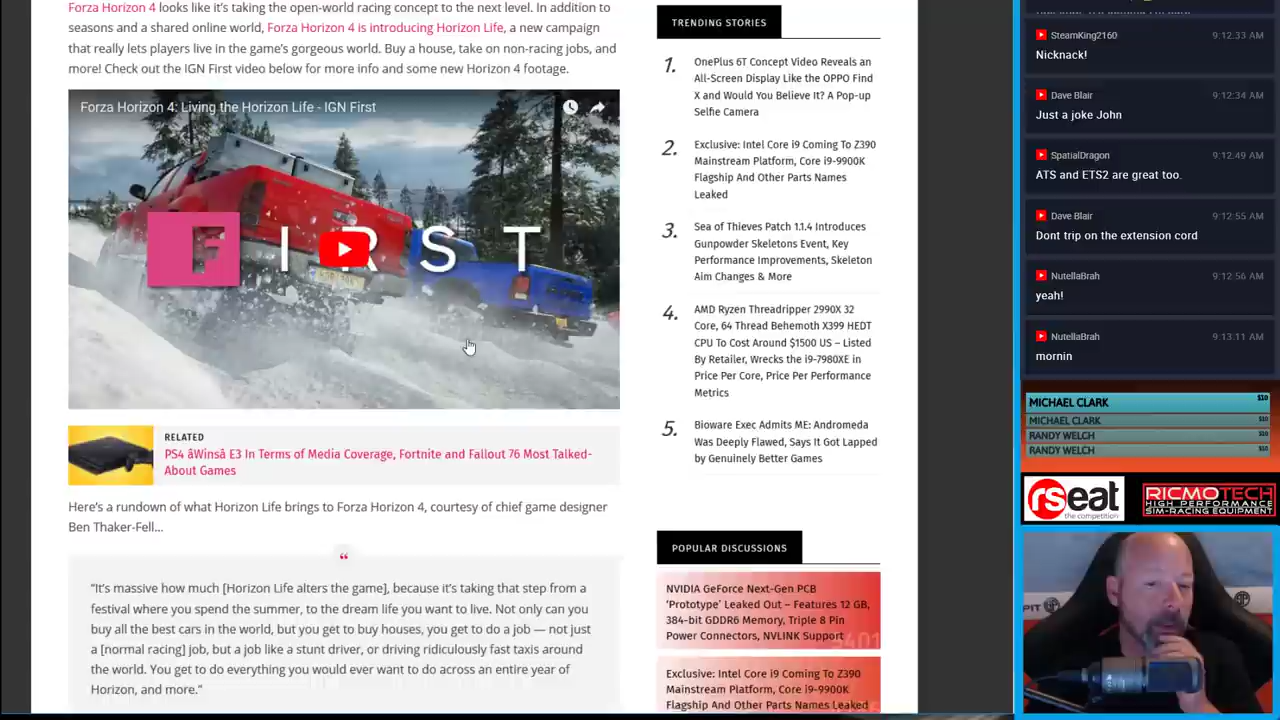 Forza Horizon 4 looks like it's taking the open-world racing concept to the next level. In addition to
seasons and a shared online world, Forza Horizon 4 is introducing Horizon Life, a new campaign
that really lets players live in the game's gorgeous world. Buy a house, take on non-racing jobs, and
more! Check out the IGN First video below for more info and some new Horizon 4 footage.
Forza Horizon 4: Living the Horizon Life - IGN First
FIRST
RELATED
PS4 âWinsâ E3 In Terms of Media Coverage, Fortnite and Fallout 76 Most Talked-
About Games
Here's a rundown of what Horizon Life brings to Forza Horizon 4, courtesy of chief game designer
Ben Thaker-Fell...
“
“It's massive how much [Horizon Life alters the game], because it's taking that step from a
festival where you spend the summer, to the dream life you want to live. Not only can you
buy all the best cars in the world, but you get to buy houses, you get to do a job — not just
a [normal racing] job, but a job like a stunt driver, or driving ridiculously fast taxis around
the world. You get to do everything you would ever want to do across an entire year of
Horizon, and more.”
TRENDING STORIES
1. OnePlus 6T Concept Video Reveals an
All-Screen Display Like the OPPO Find
X and Would You Believe It? A Pop-up
Selfie Camera
2. Exclusive: Intel Core i9 Coming To Z390
Mainstream Platform, Core i9-9900K
Flagship And Other Parts Names
Leaked
3. Sea of Thieves Patch 1.1.4 Introduces
Gunpowder Skeletons Event, Key
Performance Improvements, Skeleton
Aim Changes & More
4. AMD Ryzen Threadripper 2990X 32
Core, 64 Thread Behemoth X399 HEDT
CPU To Cost Around $1500 US – Listed
By Retailer, Wrecks the i9-7980XE in
Price Per Core, Price Per Performance
Metrics
5. Bioware Exec Admits ME: Andromeda
Was Deeply Flawed, Says It Got Lapped
by Genuinely Better Games
POPULAR DISCUSSIONS
NVIDIA GeForce Next-Gen PCB
‘Prototype’ Leaked Out – Features 12 GB,
384-bit GDDR6 Memory, Triple 8 Pin
Power Connectors, NVLINK Support
Exclusive: Intel Core i9 Coming To Z390
Mainstream Platform, Core i9-9900K
Flagship And Other Parts Names Leaked
SteamKing2160 9:12:33 AM
Nicknack!
Dave Blair 9:12:34 AM
Just a joke John
SpatialDragon 9:12:49 AM
ATS and ETS2 are great too.
Dave Blair 9:12:55 AM
Dont trip on the extension cord
NutellaBrah 9:12:56 AM
yeah!
NutellaBrah 9:13:11 AM
mornin
MICHAEL CLARK $10
MICHAEL CLARK $10
RANDY WELCH $10
RANDY WELCH $10
rseat
the competition
RICMOTECH
HIGH PERFORMANCE
SIM-RACING EQUIPMENT